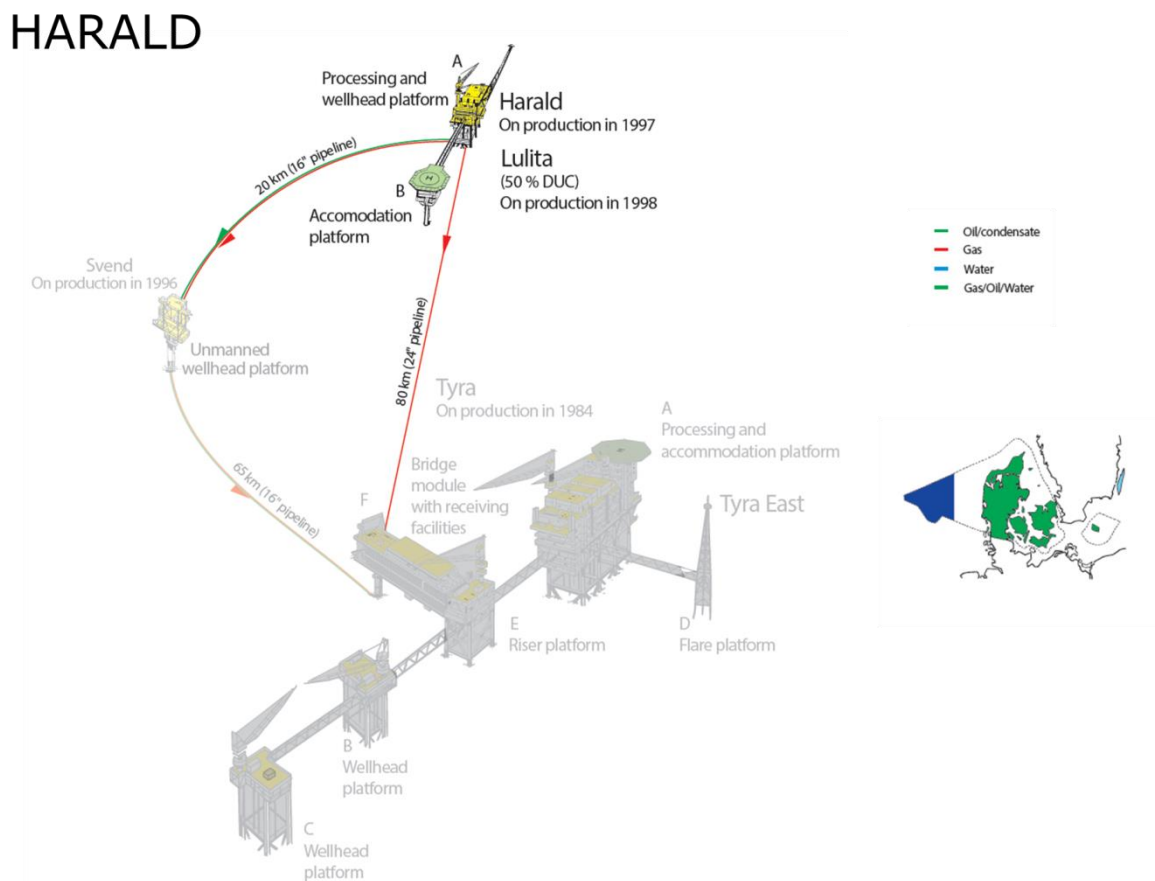 HARALD
A
Processing and
wellhead platform
Harald
On production in 1997
Lulita
(50 % DUC)
On production in 1998
20 km (16" pipeline)
B
Accomodation
platform
Svend
On production in 1996
Unmanned
wellhead platform
80 km (24" pipeline)
65 km (16" pipeline)
Tyra
On production in 1984
A
Processing and
accommodation platform
Bridge
module
with receiving
facilities
F
Tyra East
E
Riser platform
D
Flare platform
B
Wellhead
platform
C
Wellhead
platform
Oil/condensate
Gas
Water
Gas/Oil/Water
H